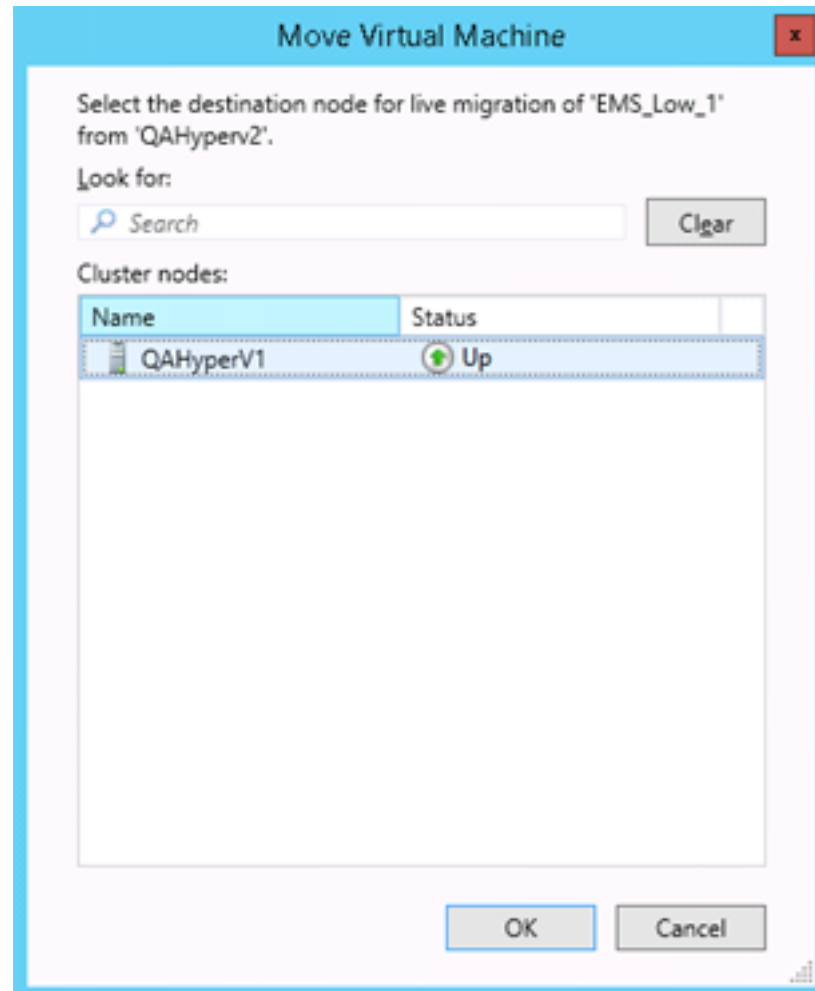 Move Virtual Machine
x
Select the destination node for live migration of 'EMS_Low_1'
from 'QAHyperv2'.
Look for:
Search
Clear
Cluster nodes:
Name Status
QAHyperV1 Up
OK Cancel